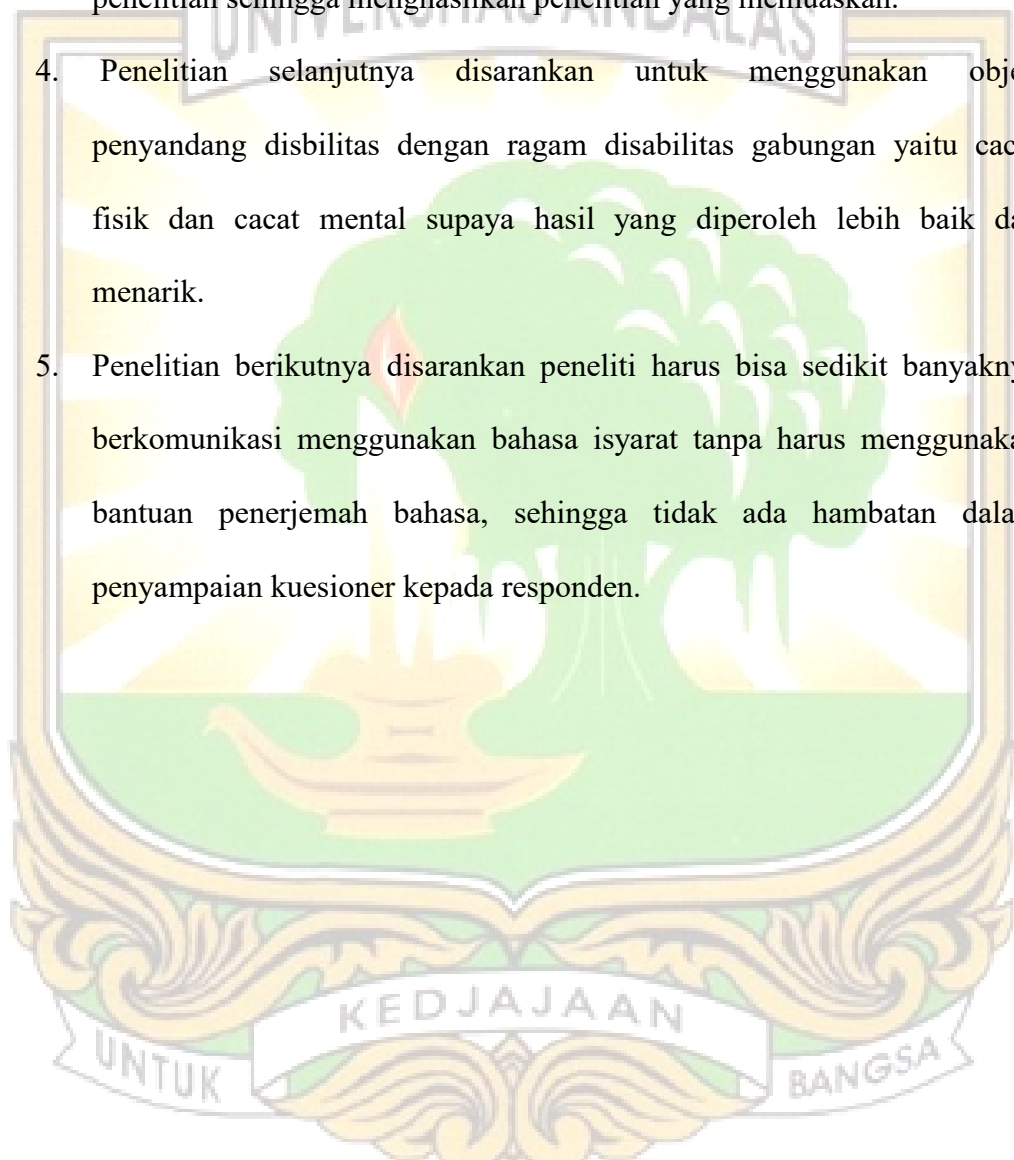 penelitian sehingga menghasilkan penelitian yang memuaskan.
UNIVERSITAS ANDALAS
4. Penelitian selanjutnya disarankan untuk menggunakan obje
penyandang disbilitas dengan ragam disabilitas gabungan yaitu cac
fisik dan cacat mental supaya hasil yang diperoleh lebih baik da
menarik.
5. Penelitian berikutnya disarankan peneliti harus bisa sedikit banyakny
berkomunikasi menggunakan bahasa isyarat tanpa harus menggunaka
bantuan penerjemah bahasa, sehingga tidak ada hambatan dala
penyampaian kuesioner kepada responden.
KEDJAJAAN
UNTUK
BANGSA